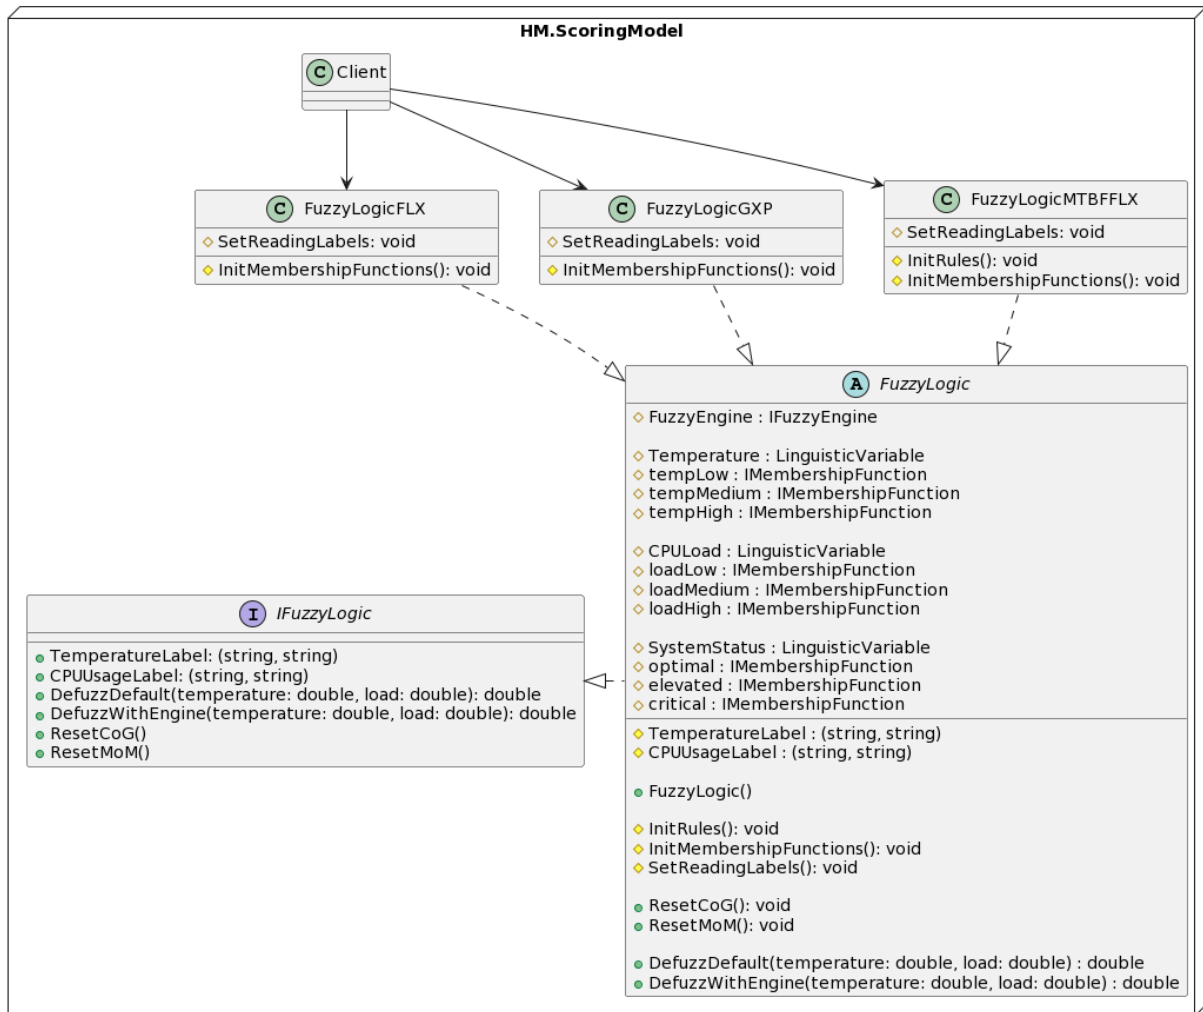 HM.ScoringModel
C Client
C FuzzyLogicFLX
SetReadingLabels: void
InitMembershipFunctions(): void
C FuzzyLogicGXP
SetReadingLabels: void
InitMembershipFunctions(): void
C FuzzyLogicMTBFFLX
SetReadingLabels: void
InitRules(): void
InitMembershipFunctions(): void
A FuzzyLogic
FuzzyEngine : IFuzzyEngine
Temperature : LinguisticVariable
tempLow : IMembershipFunction
tempMedium : IMembershipFunction
tempHigh : IMembershipFunction
CPULoad : LinguisticVariable
loadLow : IMembershipFunction
loadMedium : IMembershipFunction
loadHigh : IMembershipFunction
SystemStatus : LinguisticVariable
optimal : IMembershipFunction
elevated : IMembershipFunction
critical : IMembershipFunction
TemperatureLabel : (string, string)
CPUUsageLabel : (string, string)
FuzzyLogic()
InitRules(): void
InitMembershipFunctions(): void
SetReadingLabels(): void
ResetCoG(): void
ResetMoM(): void
DefuzzDefault(temperature: double, load: double) : double
DefuzzWithEngine(temperature: double, load: double) : double
I IFuzzyLogic
TemperatureLabel: (string, string)
CPUUsageLabel: (string, string)
DefuzzDefault(temperature: double, load: double): double
DefuzzWithEngine(temperature: double, load: double): double
ResetCoG()
ResetMoM()